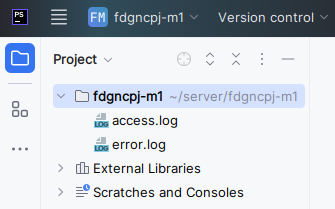 PS FM fdgncpj-m1 Version control
Project
fdgncpj-m1 ~/server/fdgncpj-m1
LOG access.log
LOG error.log
External Libraries
Scratches and Consoles